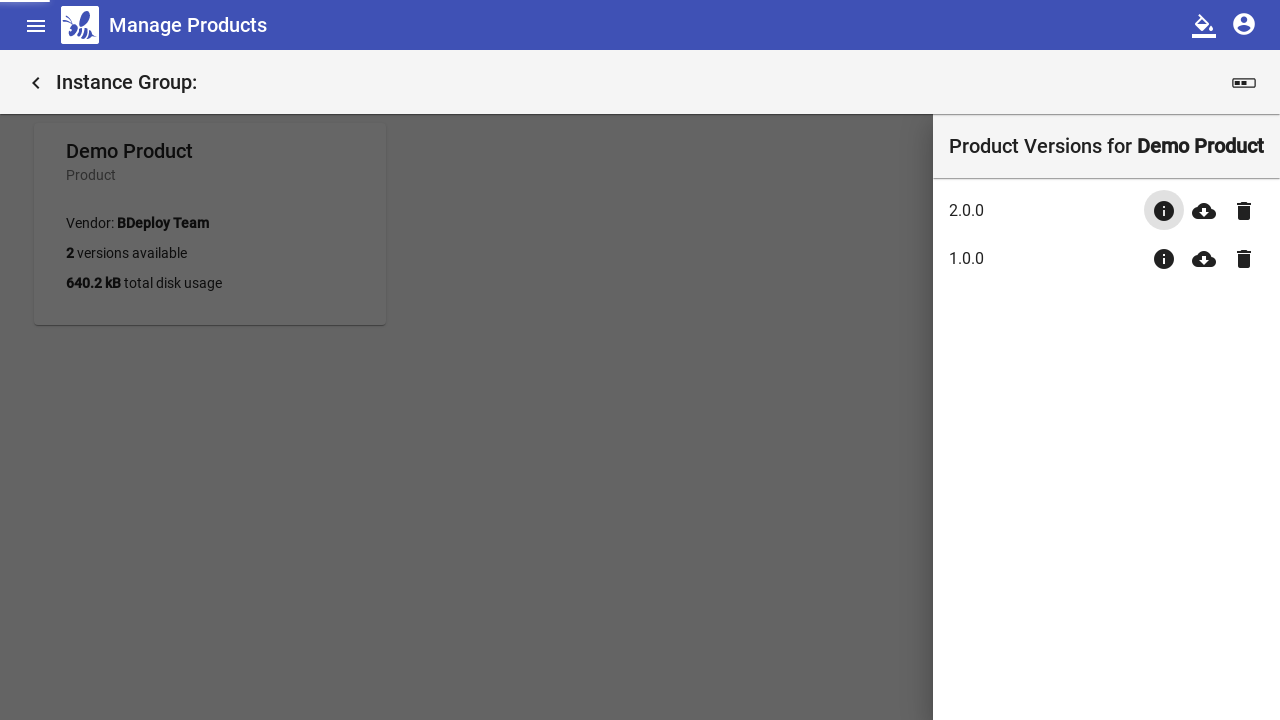 Manage Products
Instance Group:
Demo Product
Product
Vendor: BDeploy Team
2 versions available
640.2 kB total disk usage
Product Versions for Demo Product
2.0.0
1.0.0